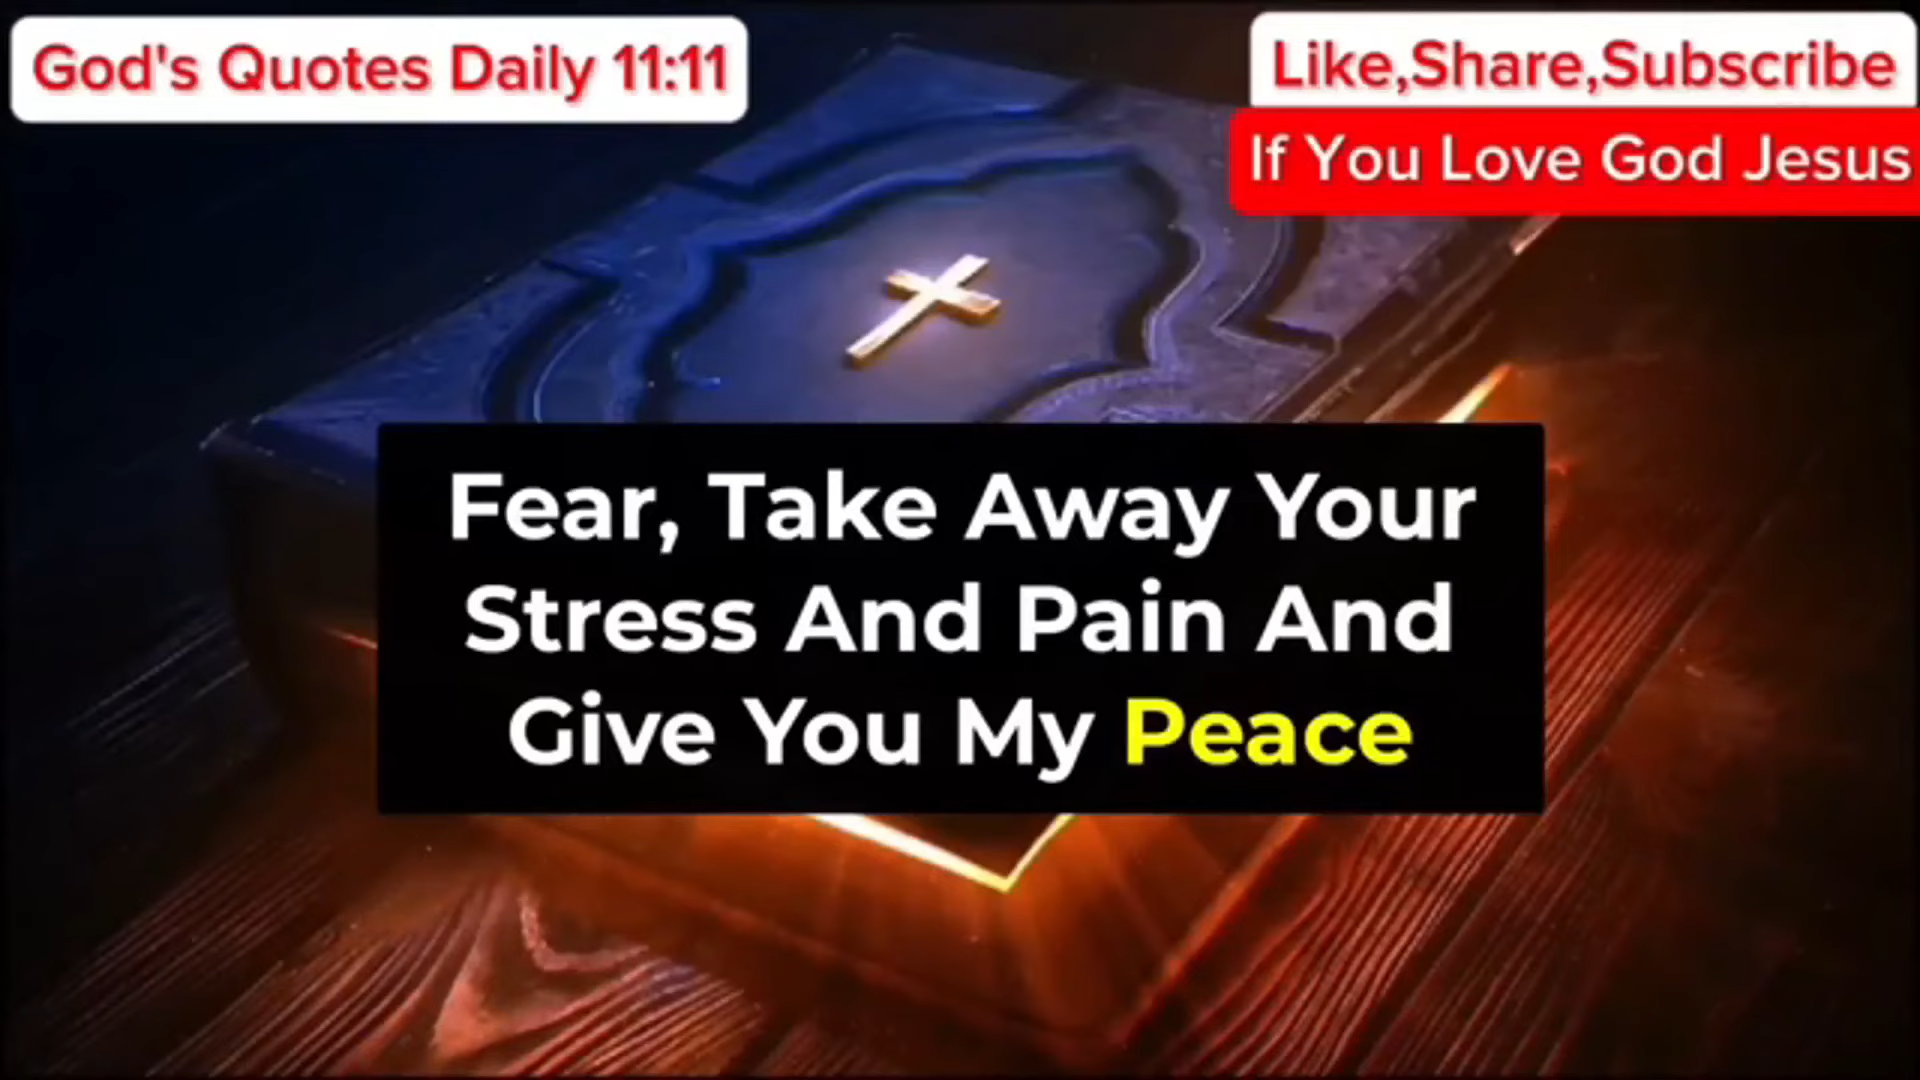 God's Quotes Daily 11:11
Like,Share,Subscribe
If You Love God Jesus
Fear, Take Away Your
Stress And Pain And
Give You My Peace